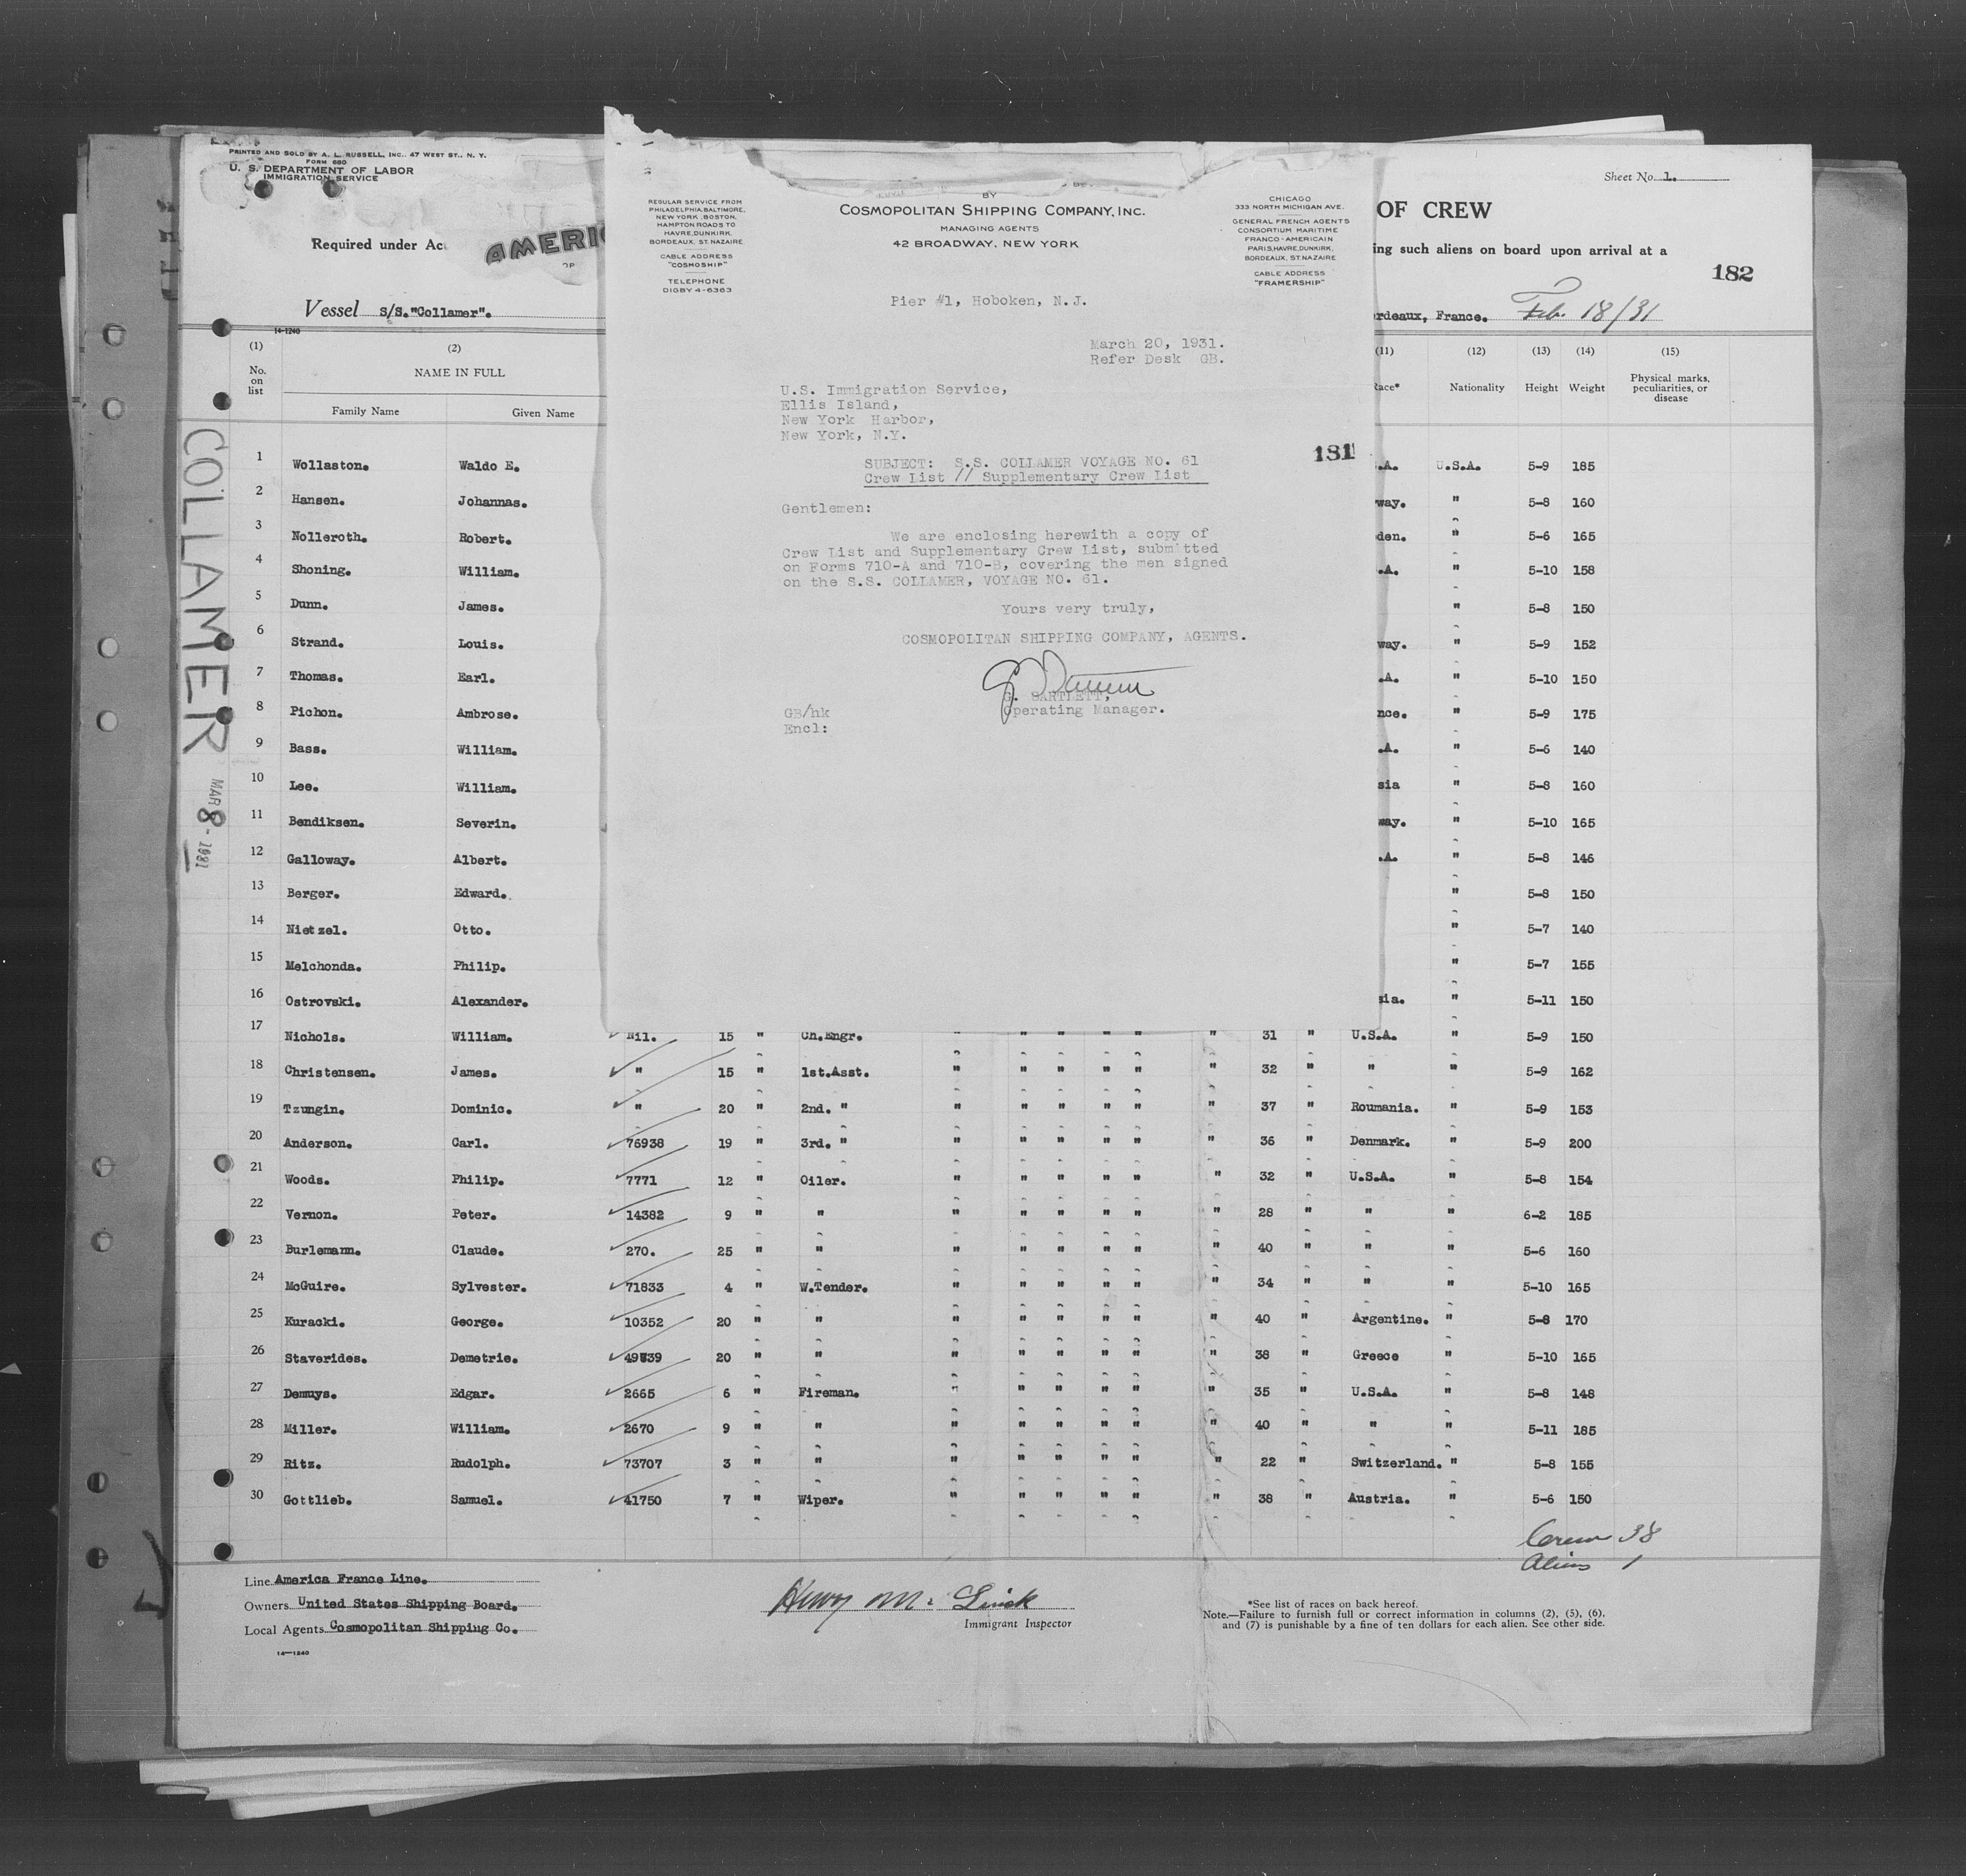 PRINTED AND SOLD BY A. L. RUSSELL, INC., 47 WEST ST., N. Y.
FORM 680
U. S. DEPARTMENT OF LABOR
IMMIGRATION SERVICE
Required under Act
AMERIC
Vessel S/S."Collamer".
14-1240
BY
COSMOPOLITAN SHIPPING COMPANY, INC.
MANAGING AGENTS
42 BROADWAY, NEW YORK
REGULAR SERVICE FROM
PHILADELPHIA, BALTIMORE,
NEW YORK, BOSTON,
HAMPTON ROADS TO
HAVRE, DUNKIRK,
BORDEAUX, ST. NAZAIRE
CABLE ADDRESS
"COSMOSHIP"
TELEPHONE
DIGBY 4-6363
CHICAGO
333 NORTH MICHIGAN AVE.
GENERAL FRENCH AGENTS
CONSORTIUM MARITIME
FRANCO-AMERICAIN
PARIS, HAVRE, DUNKIRK,
BORDEAUX, ST. NAZAIRE
CABLE ADDRESS
"FRAMERSHIP"
Pier #1, Hoboken, N.J.
March 20, 1931.
Refer Desk GB.
U.S. Immigration Service,
Ellis Island,
New York Harbor,
New York, N.Y.
181
SUBJECT: S.S. COLLAMER VOYAGE NO. 61
Crew List // Supplementary Crew List
Gentlemen:
We are enclosing herewith a copy of
Crew List and Supplementary Crew List, submitted
on Forms 710-A and 710-B, covering the men signed
on the S.S. COLLAMER, VOYAGE NO. 61.
Yours very truly,
COSMOPOLITAN SHIPPING COMPANY, AGENTS.
G. BARTLETT,
Operating Manager.
GB/hk
Encl:
Sheet No. 1.
OF CREW
ing such aliens on board upon arrival at a
182
rdeaux, France. Feb. 18/31
COLLAMER
MAR 8 - 1931
(1) (2) (11) (12) (13) (14) (15)
No. on list NAME IN FULL Race* Nationality Height Weight Physical marks, peculiarities, or disease
Family Name Given Name
1 Wollaston. Waldo E. .A. U.S.A. 5-9 185
2 Hansen. Johannas. way. " 5-8 160
3 Nolleroth. Robert. den. " 5-6 165
4 Shoning. William. .A. " 5-10 158
5 Dunn. James. " 5-8 150
6 Strand. Louis. way. " 5-9 152
7 Thomas. Earl. .A. " 5-10 150
8 Pichon. Ambrose. nce. " 5-9 175
9 Bass. William. .A. " 5-6 140
10 Lee. William. sia " 5-8 160
11 Bendiksen. Severin. way. " 5-10 165
12 Galloway. Albert. .A. " 5-8 146
13 Berger. Edward. " 5-8 150
14 Nietzel. Otto. " 5-7 140
15 Melchonda. Philip. " 5-7 155
16 Ostrovski. Alexander. sia. " 5-11 150
17 Nichols. William. Nil. 15 " Ch.Engr. " " " " " " 31 " U.S.A. " 5-9 150
18 Christensen. James. " 15 " 1st.Asst. " " " " " " 32 " " " 5-9 162
19 Tzungin. Dominic. " 20 " 2nd. " " " " " " " 37 " Roumania. " 5-9 153
20 Anderson. Carl. 76938 19 " 3rd. " " " " " " " 36 " Denmark. " 5-9 200
21 Woods. Philip. 7771 12 " Oiler. " " " " " " 32 " U.S.A. " 5-8 154
22 Vernon. Peter. 14382 9 " " " " " " " " 28 " " " 6-2 185
23 Burlemann. Claude. 270. 25 " " " " " " " " 40 " " " 5-6 160
24 McGuire. Sylvester. 71833 4 " W.Tender. " " " " " " 34 " " " 5-10 165
25 Kuracki. George. 10352 20 " " " " " " " " 40 " Argentine. " 5-8 170
26 Staverides. Demetrie. 20 " " " " " " " " 38 " Greece " 5-10 165
27 Demuys. Edgar. 2665 6 " Fireman. " " " " " " 35 " U.S.A. " 5-8 148
28 Miller. William. 2670 9 " " " " " " " " 40 " " " 5-11 185
29 Ritz. Rudolph. 73707 3 " " " " " " " " 22 " Switzerland. " 5-8 155
30 Gottlieb. Samuel. 41750 7 " Wiper. " " " " " " 38 " Austria. " 5-6 150
Crew 38
Aliens 1
Line America France Line.
Owners United States Shipping Board.
Local Agents Cosmopolitan Shipping Co.
14-1240
Henry M.
Immigrant Inspector
*See list of races on back hereof.
Note.—Failure to furnish full or correct information in columns (2), (5), (6),
and (7) is punishable by a fine of ten dollars for each alien. See other side.